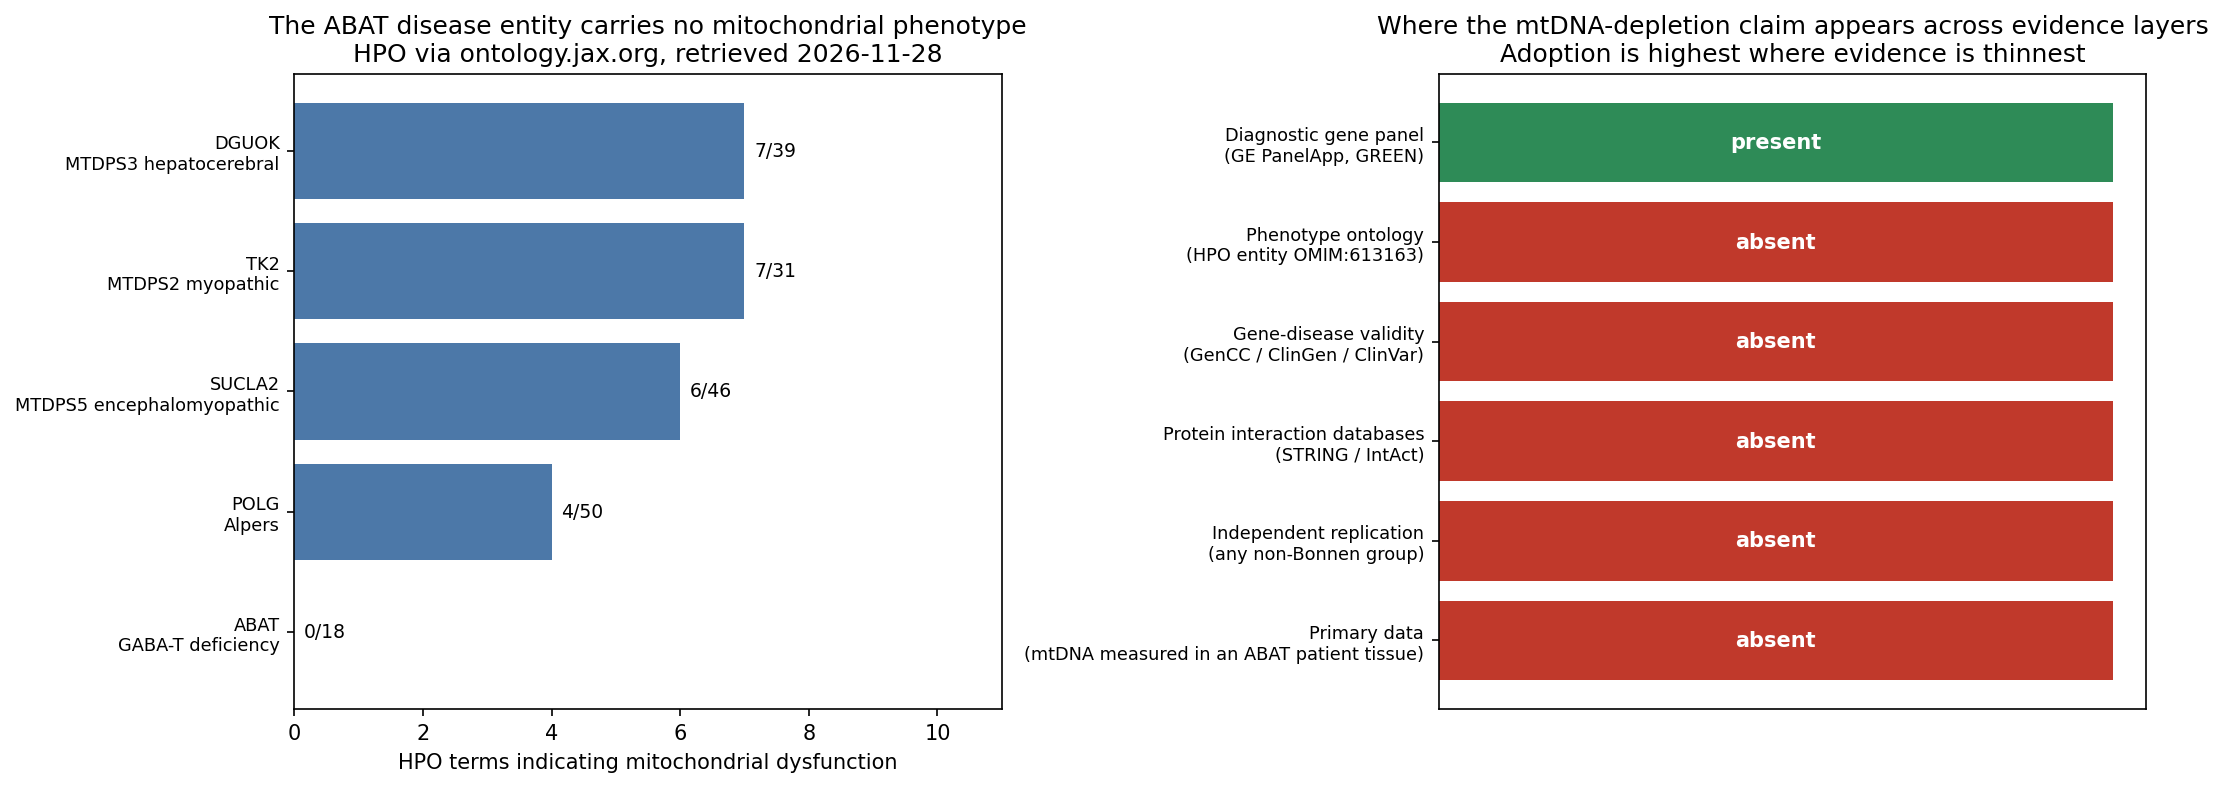 The ABAT disease entity carries no mitochondrial phenotype
HPO via ontology.jax.org, retrieved 2026-11-28
DGUOK
MTDPS3 hepatocerebral
7/39
TK2
MTDPS2 myopathic
7/31
SUCLA2
MTDPS5 encephalomyopathic
6/46
POLG
Alpers
4/50
ABAT
GABA-T deficiency
0/18
0 2 4 6 8 10
HPO terms indicating mitochondrial dysfunction
Where the mtDNA-depletion claim appears across evidence layers
Adoption is highest where evidence is thinnest
Diagnostic gene panel
(GE PanelApp, GREEN)
present
Phenotype ontology
(HPO entity OMIM:613163)
absent
Gene-disease validity
(GenCC / ClinGen / ClinVar)
absent
Protein interaction databases
(STRING / IntAct)
absent
Independent replication
(any non-Bonnen group)
absent
Primary data
(mtDNA measured in an ABAT patient tissue)
absent